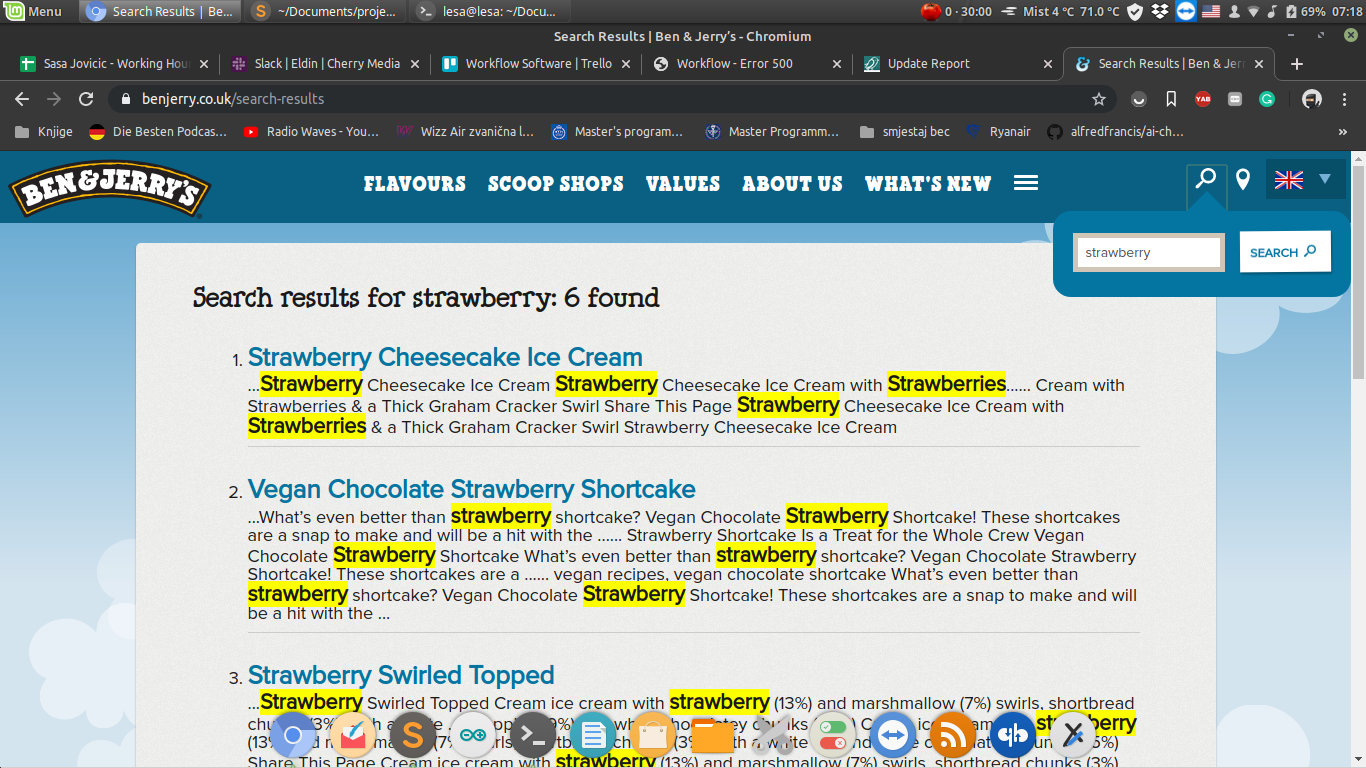 Menu
Search Results | Be...
~/Documents/proje...
lesa@lesa: ~/Docu...
0 · 30:00
Mist 4 °C 71.0 °C
69% 07:18
Search Results | Ben & Jerry's - Chromium
Sasa Jovicic - Working Hou
Slack | Eldin | Cherry Media
Workflow Software | Trello
Workflow - Error 500
Update Report
Search Results | Ben & Jerr
benjerry.co.uk/search-results
YAB
Knjige
Die Besten Podcas...
Radio Waves - You...
Wizz Air zvanična l...
Master's program...
Master Programm...
smjestaj bec
Ryanair
alfredfrancis/ai-ch...
BEN & JERRY'S
FLAVOURS SCOOP SHOPS VALUES ABOUT US WHAT'S NEW
strawberry
SEARCH
Search results for strawberry: 6 found
1. Strawberry Cheesecake Ice Cream
...Strawberry Cheesecake Ice Cream Strawberry Cheesecake Ice Cream with Strawberries...... Cream with
Strawberries & a Thick Graham Cracker Swirl Share This Page Strawberry Cheesecake Ice Cream with
Strawberries & a Thick Graham Cracker Swirl Strawberry Cheesecake Ice Cream
2. Vegan Chocolate Strawberry Shortcake
...What's even better than strawberry shortcake? Vegan Chocolate Strawberry Shortcake! These shortcakes
are a snap to make and will be a hit with the ...... Strawberry Shortcake Is a Treat for the Whole Crew Vegan
Chocolate Strawberry Shortcake What's even better than strawberry shortcake? Vegan Chocolate Strawberry
Shortcake! These shortcakes are a ...... vegan recipes, vegan chocolate shortcake What's even better than
strawberry shortcake? Vegan Chocolate Strawberry Shortcake! These shortcakes are a snap to make and will
be a hit with the ...
3. Strawberry Swirled Topped
...Strawberry Swirled Topped Cream ice cream with strawberry (13%) and marshmallow (7%) swirls, shortbread
(3%)
Share This Page Cream ice cream with strawberry (13%) and marshmallow (7%) swirls, shortbread chunks (3%)